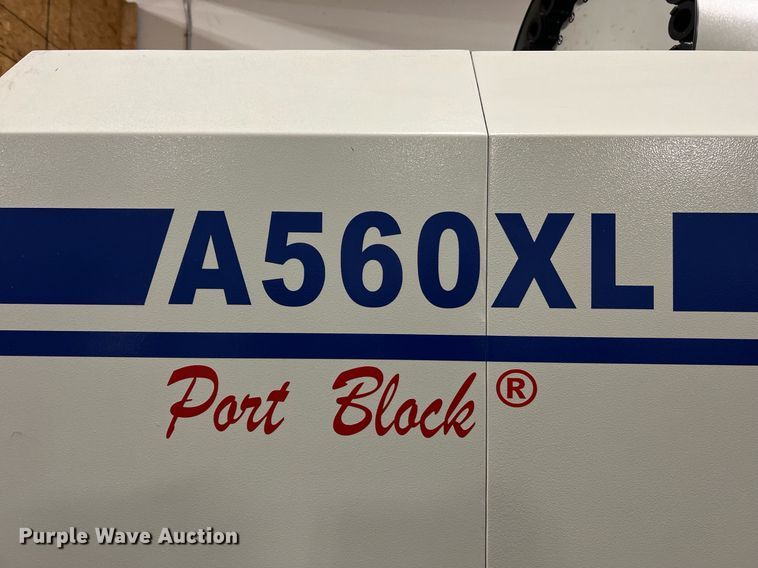 A560XL
Port Block®
Purple Wave Auction